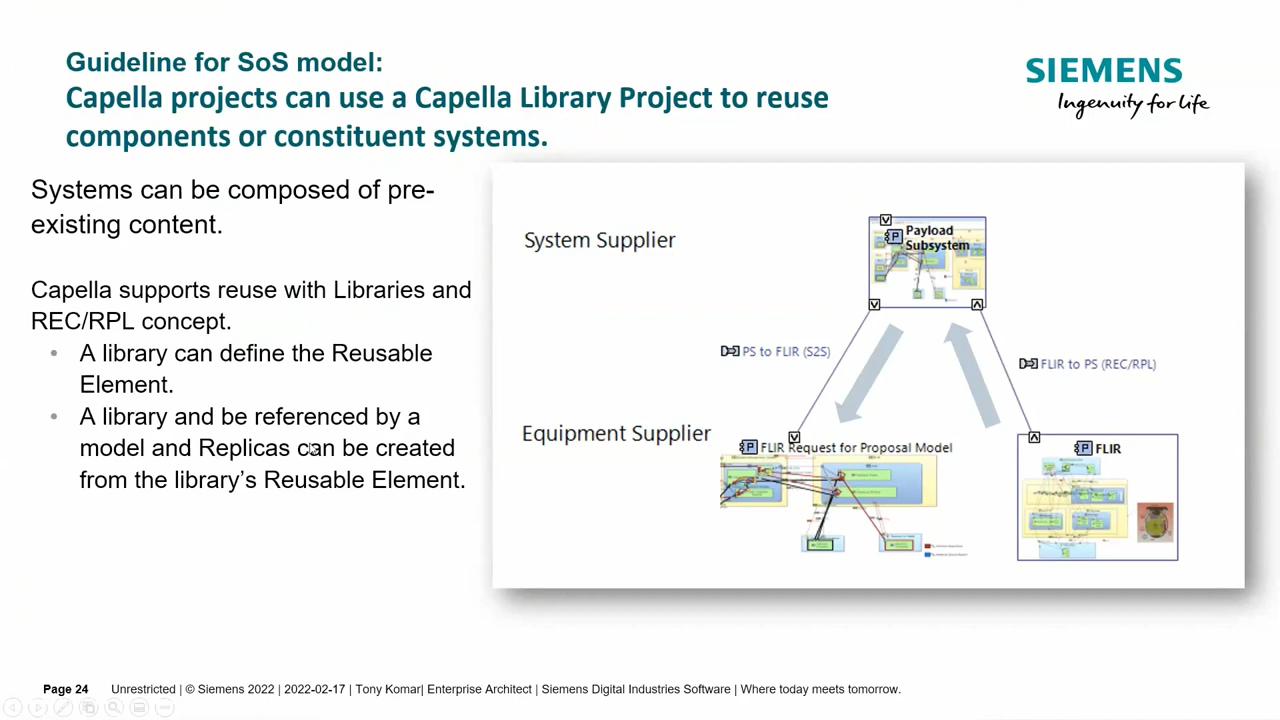 Guideline for SoS model:
Capella projects can use a Capella Library Project to reuse
components or constituent systems.
SIEMENS
Ingenuity for life
Systems can be composed of pre-
existing content.
Capella supports reuse with Libraries and
REC/RPL concept.
• A library can define the Reusable
Element.
• A library and be referenced by a
model and Replicas can be created
from the library's Reusable Element.
System Supplier
Payload
Subsystem
PS to FLIR (S2S)
FLIR to PS (REC/RPL)
Equipment Supplier
FLIR Request for Proposal Model
FLIR
Page 24 Unrestricted | © Siemens 2022 | 2022-02-17 | Tony Komar| Enterprise Architect | Siemens Digital Industries Software | Where today meets tomorrow.